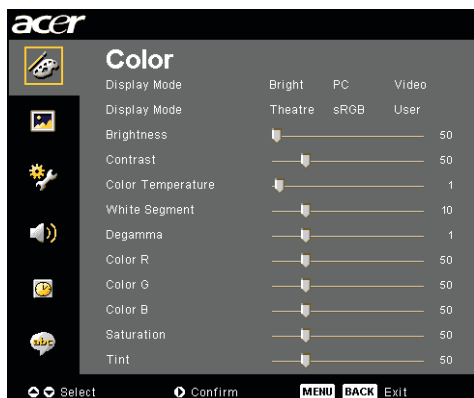 acer
Color
Display Mode Bright PC Video
Display Mode Theatre sRGB User
Brightness 50
Contrast 50
Color Temperature 1
White Segment 10
Degamma 1
Color R 50
Color G 50
Color B 50
Saturation 50
abc
Tint 50
Select Confirm MENU BACK Exit